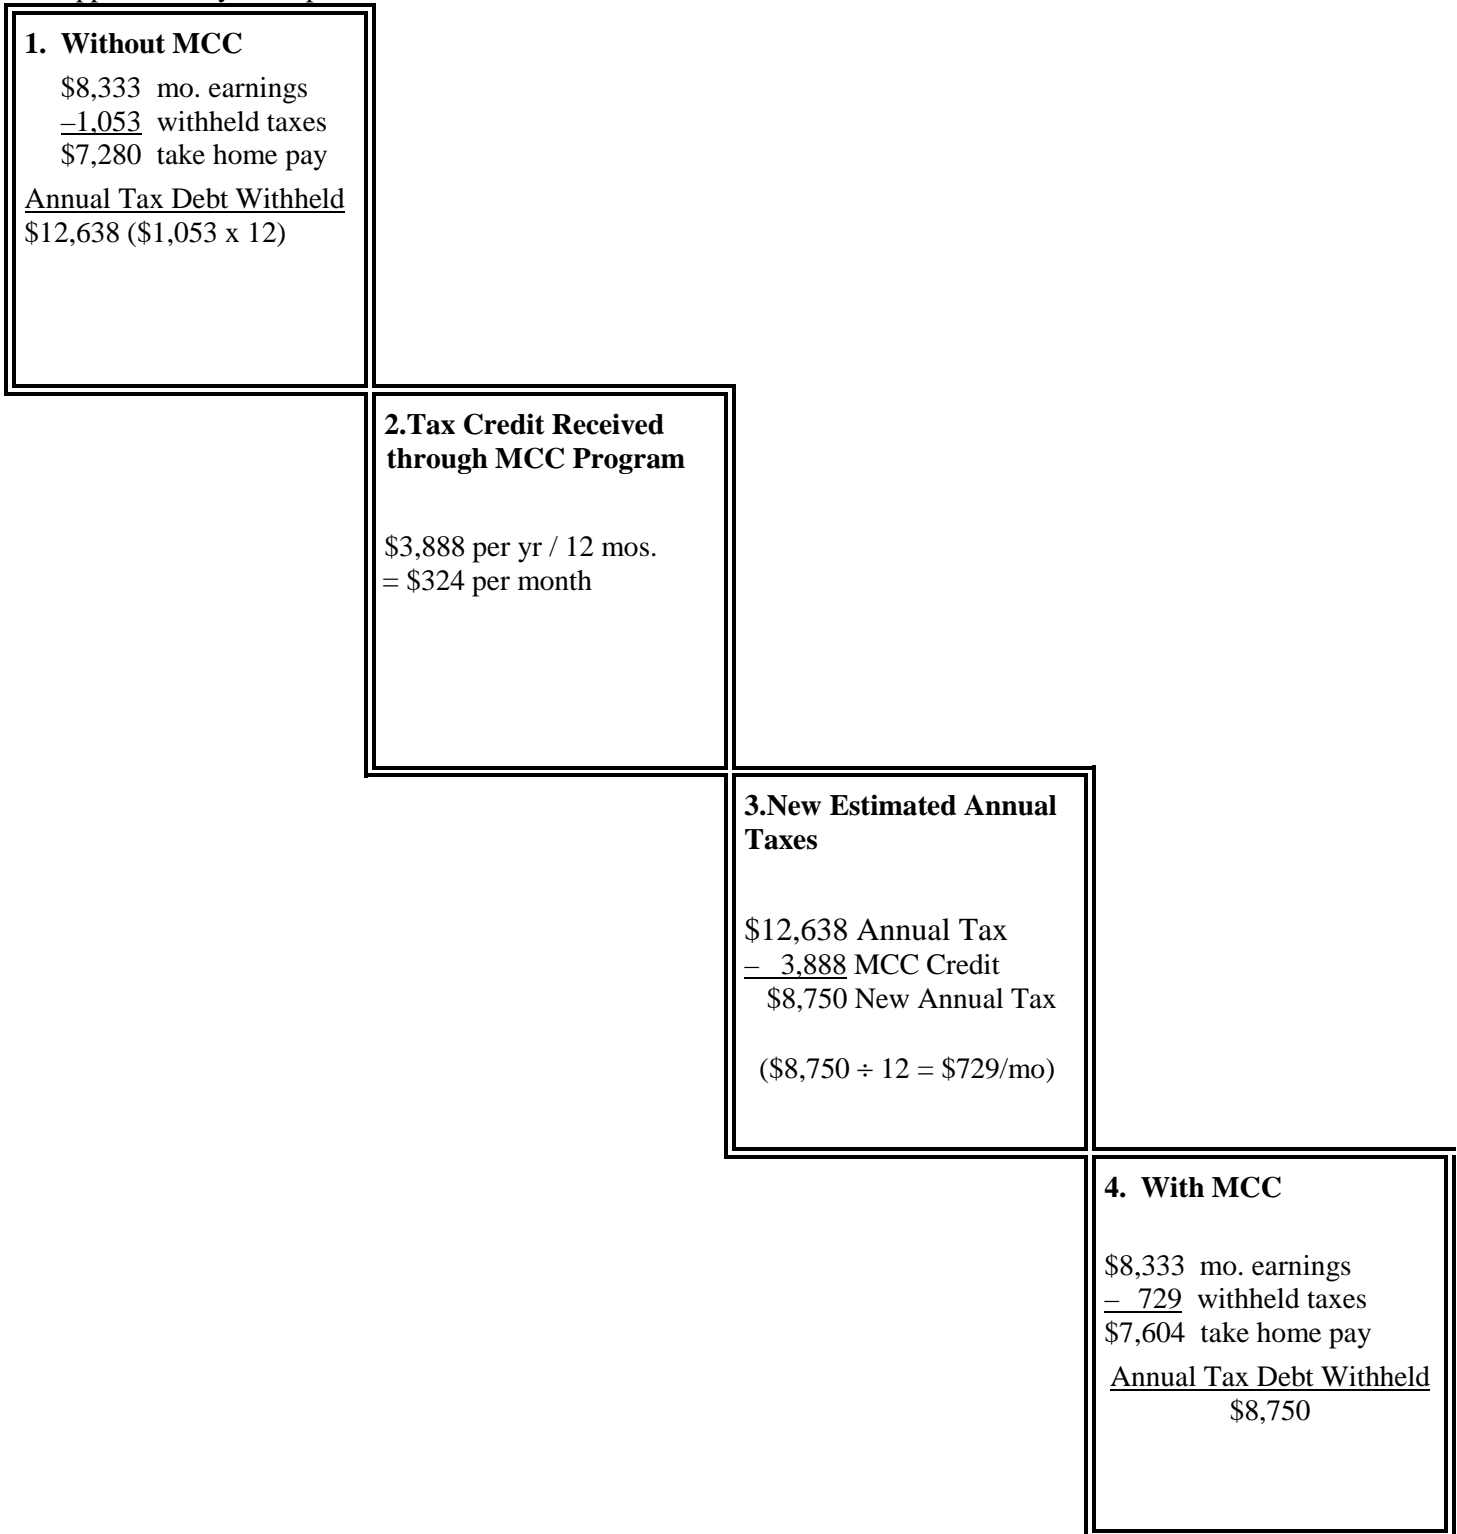 1. Without MCC
$8,333 mo. earnings
–1,053 withheld taxes
$7,280 take home pay
Annual Tax Debt Withheld
$12,638 ($1,053 x 12)
2.Tax Credit Received
through MCC Program
$3,888 per yr / 12 mos.
= $324 per month
3.New Estimated Annual
Taxes
$12,638 Annual Tax
– 3,888 MCC Credit
$8,750 New Annual Tax
($8,750 ÷ 12 = $729/mo)
4. With MCC
$8,333 mo. earnings
– 729 withheld taxes
$7,604 take home pay
Annual Tax Debt Withheld
$8,750